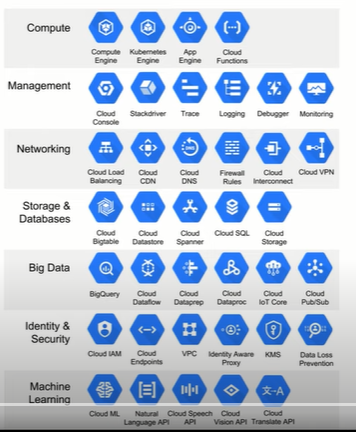 Compute
Compute Engine
Kubernetes Engine
App Engine
Cloud Functions
Management
Cloud Console
Stackdriver
Trace
Logging
Debugger
Monitoring
Networking
Cloud Load Balancing
Cloud CDN
Cloud DNS
Firewall Rules
Cloud Interconnect
Cloud VPN
Storage & Databases
Cloud Bigtable
Cloud Datastore
Cloud Spanner
Cloud SQL
Cloud Storage
Big Data
BigQuery
Cloud Dataflow
Cloud Dataprep
Cloud Dataproc
Cloud IoT Core
Cloud Pub/Sub
Identity & Security
Cloud IAM
Cloud Endpoints
VPC
Identity Aware Proxy
KMS
Data Loss Prevention
Machine Learning
Cloud ML
Natural Language API
Cloud Speech API
Cloud Vision API
Cloud Translate API